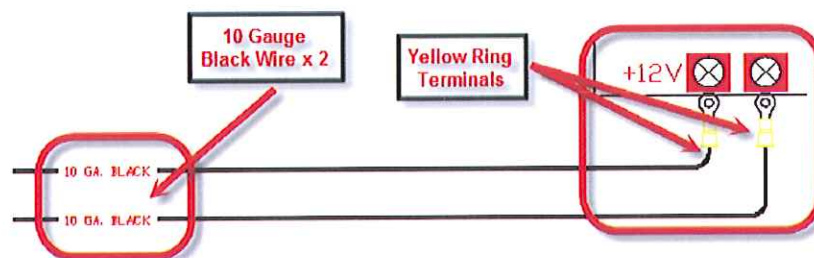 10 Gauge
Black Wire x 2
Yellow Ring
Terminals
+12V
10 GA. BLACK
10 GA. BLACK